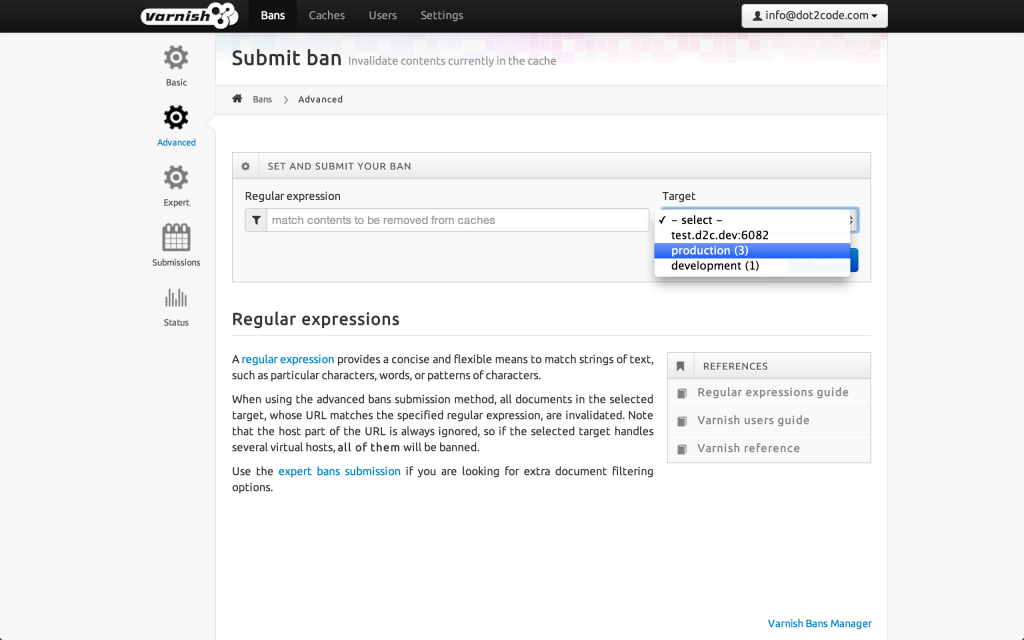 Varnish
Bans
Caches
Users
Settings
info@dot2code.com
Basic
Advanced
Expert
Submissions
Status
Submit ban Invalidate contents currently in the cache
Bans
Advanced
SET AND SUBMIT YOUR BAN
Regular expression
match contents to be removed from caches
Target
✓ – select –
test.d2c.dev:6082
production (3)
development (1)
Regular expressions
A regular expression provides a concise and flexible means to match strings of text,
such as particular characters, words, or patterns of characters.
When using the advanced bans submission method, all documents in the selected
target, whose URL matches the specified regular expression, are invalidated. Note
that the host part of the URL is always ignored, so if the selected target handles
several virtual hosts, all of them will be banned.
Use the expert bans submission if you are looking for extra document filtering
options.
REFERENCES
Regular expressions guide
Varnish users guide
Varnish reference
Varnish Bans Manager